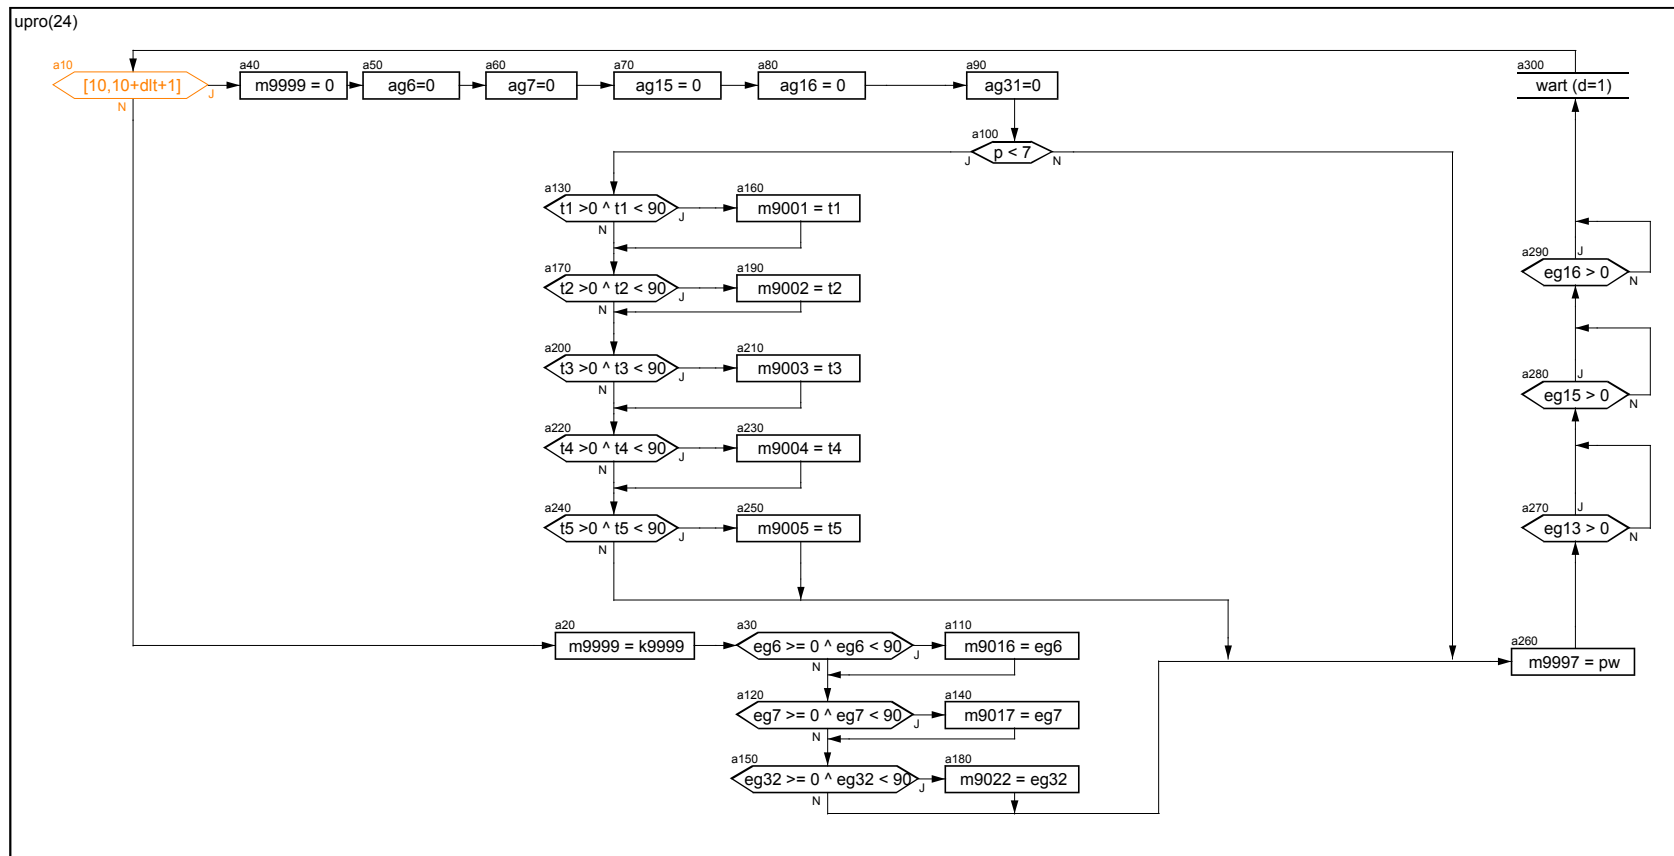 upro(24)
a10
[10,10+dlt+1]
J
N
a40
m9999 = 0
a50
ag6=0
a60
ag7=0
a70
ag15 = 0
a80
ag16 = 0
a90
ag31=0
a300
wart (d=1)
a100
p < 7
J
N
a130
t1 >0 ^ t1 < 90
J
N
a160
m9001 = t1
a170
t2 >0 ^ t2 < 90
J
N
a190
m9002 = t2
a200
t3 >0 ^ t3 < 90
J
N
a210
m9003 = t3
a220
t4 >0 ^ t4 < 90
J
N
a230
m9004 = t4
a240
t5 >0 ^ t5 < 90
J
N
a250
m9005 = t5
a290
J
eg16 > 0
N
a280
J
eg15 > 0
N
a270
J
eg13 > 0
N
a20
m9999 = k9999
a30
eg6 >= 0 ^ eg6 < 90
J
N
a110
m9016 = eg6
a260
m9997 = pw
a120
eg7 >= 0 ^ eg7 < 90
J
N
a140
m9017 = eg7
a150
eg32 >= 0 ^ eg32 < 90
J
N
a180
m9022 = eg32